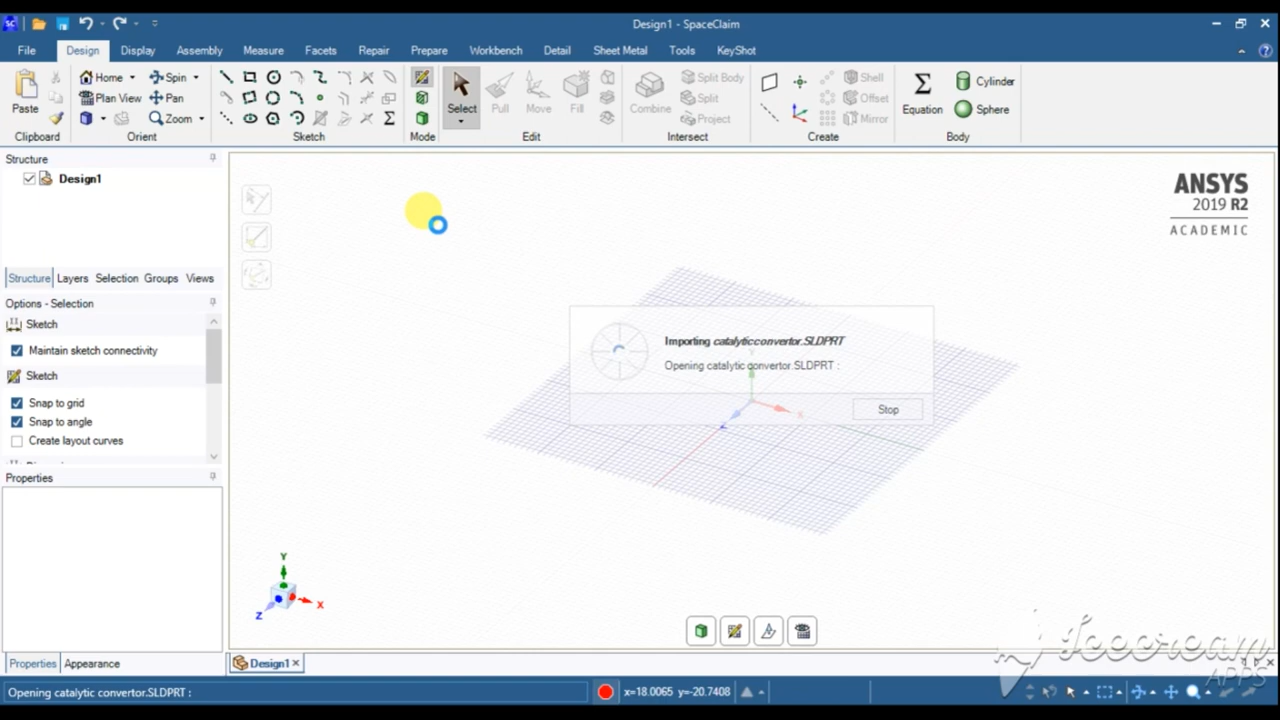 Design1 - SpaceClaim
File Design Display Assembly Measure Facets Repair Prepare Workbench Detail Sheet Metal Tools KeyShot
Paste
Home
Plan View
Spin
Pan
Zoom
Select
Pull
Move
Fill
Combine
Split Body
Split
Project
Shell
Offset
Mirror
Equation
Cylinder
Sphere
Clipboard Orient Sketch Mode Edit Intersect Create Body
Structure
Design1
Structure Layers Selection Groups Views
Options - Selection
Sketch
Maintain sketch connectivity
Sketch
Snap to grid
Snap to angle
Create layout curves
Properties
Properties Appearance
ANSYS
2019 R2
ACADEMIC
Importing catalytic convertor.SLDPRT
Opening catalytic convertor.SLDPRT :
Stop
X
Z
Y
X
Z
Design1
Icecream
APPS
Opening catalytic convertor.SLDPRT :
x=18.0065 y=-20.7408